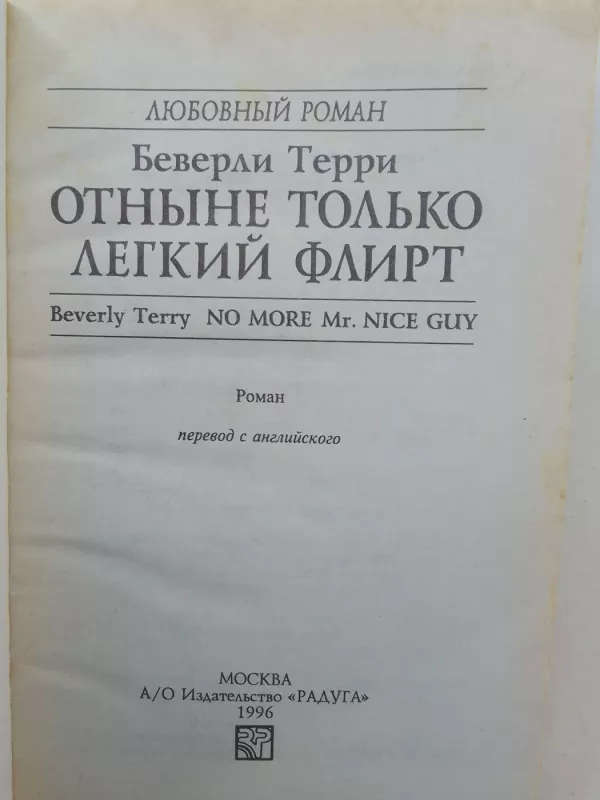 ЛЮБОВНЫЙ РОМАН
Беверли Терри
ОТНЫНЕ ТОЛЬКО
ЛЕГКИЙ ФЛИРТ
Beverly Terry NO MORE Mr. NICE GUY
Роман
перевод с английского
МОСКВА
А/О Издательство «РАДУГА»
1996